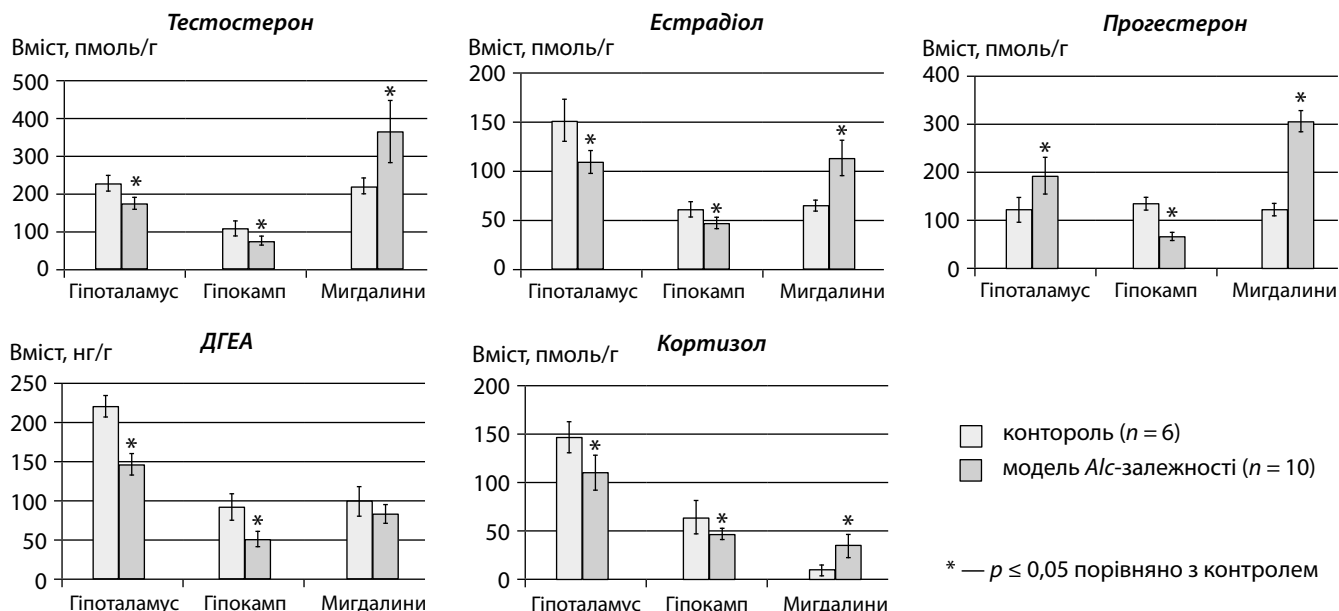 Тестостерон
Вміст, пмоль/г
500
400
300
200
100
0
*
*
*
Гіпоталамус
Гіпокамп
Мигдалини
Естрадіол
Вміст, пмоль/г
200
150
100
50
0
*
*
*
Гіпоталамус
Гіпокамп
Мигдалини
Прогестерон
Вміст, пмоль/г
400
300
200
100
0
*
*
*
Гіпоталамус
Гіпокамп
Мигдалини
ДГЕА
Вміст, нг/г
250
200
150
100
50
0
*
*
Гіпоталамус
Гіпокамп
Мигдалини
Кортизол
Вміст, пмоль/г
200
150
100
50
0
*
*
*
Гіпоталамус
Гіпокамп
Мигдалини
контороль (n = 6)
модель Alc-залежності (n = 10)
* — p ≤ 0,05 порівняно з контролем